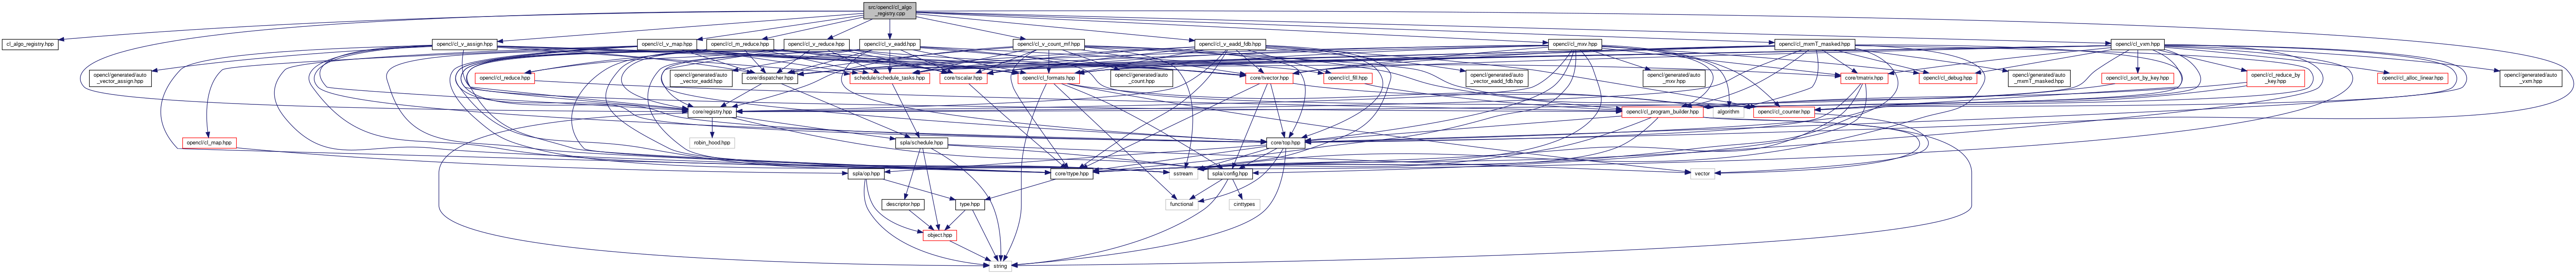 src/opencl/cl_algo
_registry.cpp
cl_algo_registry.hpp
opencl/cl_v_assign.hpp
opencl/cl_v_map.hpp
opencl/cl_m_reduce.hpp
opencl/cl_v_reduce.hpp
opencl/cl_v_eadd.hpp
opencl/cl_v_count_mf.hpp
opencl/cl_v_eadd_fdb.hpp
opencl/cl_mxv.hpp
opencl/cl_mxmT_masked.hpp
opencl/cl_vxm.hpp
opencl/generated/auto
_vector_assign.hpp
opencl/cl_reduce.hpp
opencl/generated/auto
_vector_eadd.hpp
core/dispatcher.hpp
schedule/schedule_tasks.hpp
core/tscalar.hpp
opencl/cl_formats.hpp
opencl/generated/auto
_count.hpp
core/tvector.hpp
opencl/cl_fill.hpp
opencl/generated/auto
_vector_eadd_fdb.hpp
opencl/generated/auto
_mxv.hpp
core/tmatrix.hpp
opencl/cl_debug.hpp
opencl/generated/auto
_mxmT_masked.hpp
opencl/cl_sort_by_key.hpp
opencl/cl_reduce_by
_key.hpp
opencl/cl_alloc_linear.hpp
opencl/generated/auto
_vxm.hpp
core/registry.hpp
opencl/cl_program_builder.hpp
algorithm
opencl/cl_counter.hpp
opencl/cl_map.hpp
robin_hood.hpp
spla/schedule.hpp
core/top.hpp
spla/op.hpp
core/ttype.hpp
sstream
spla/config.hpp
vector
descriptor.hpp
type.hpp
functional
cinttypes
object.hpp
string